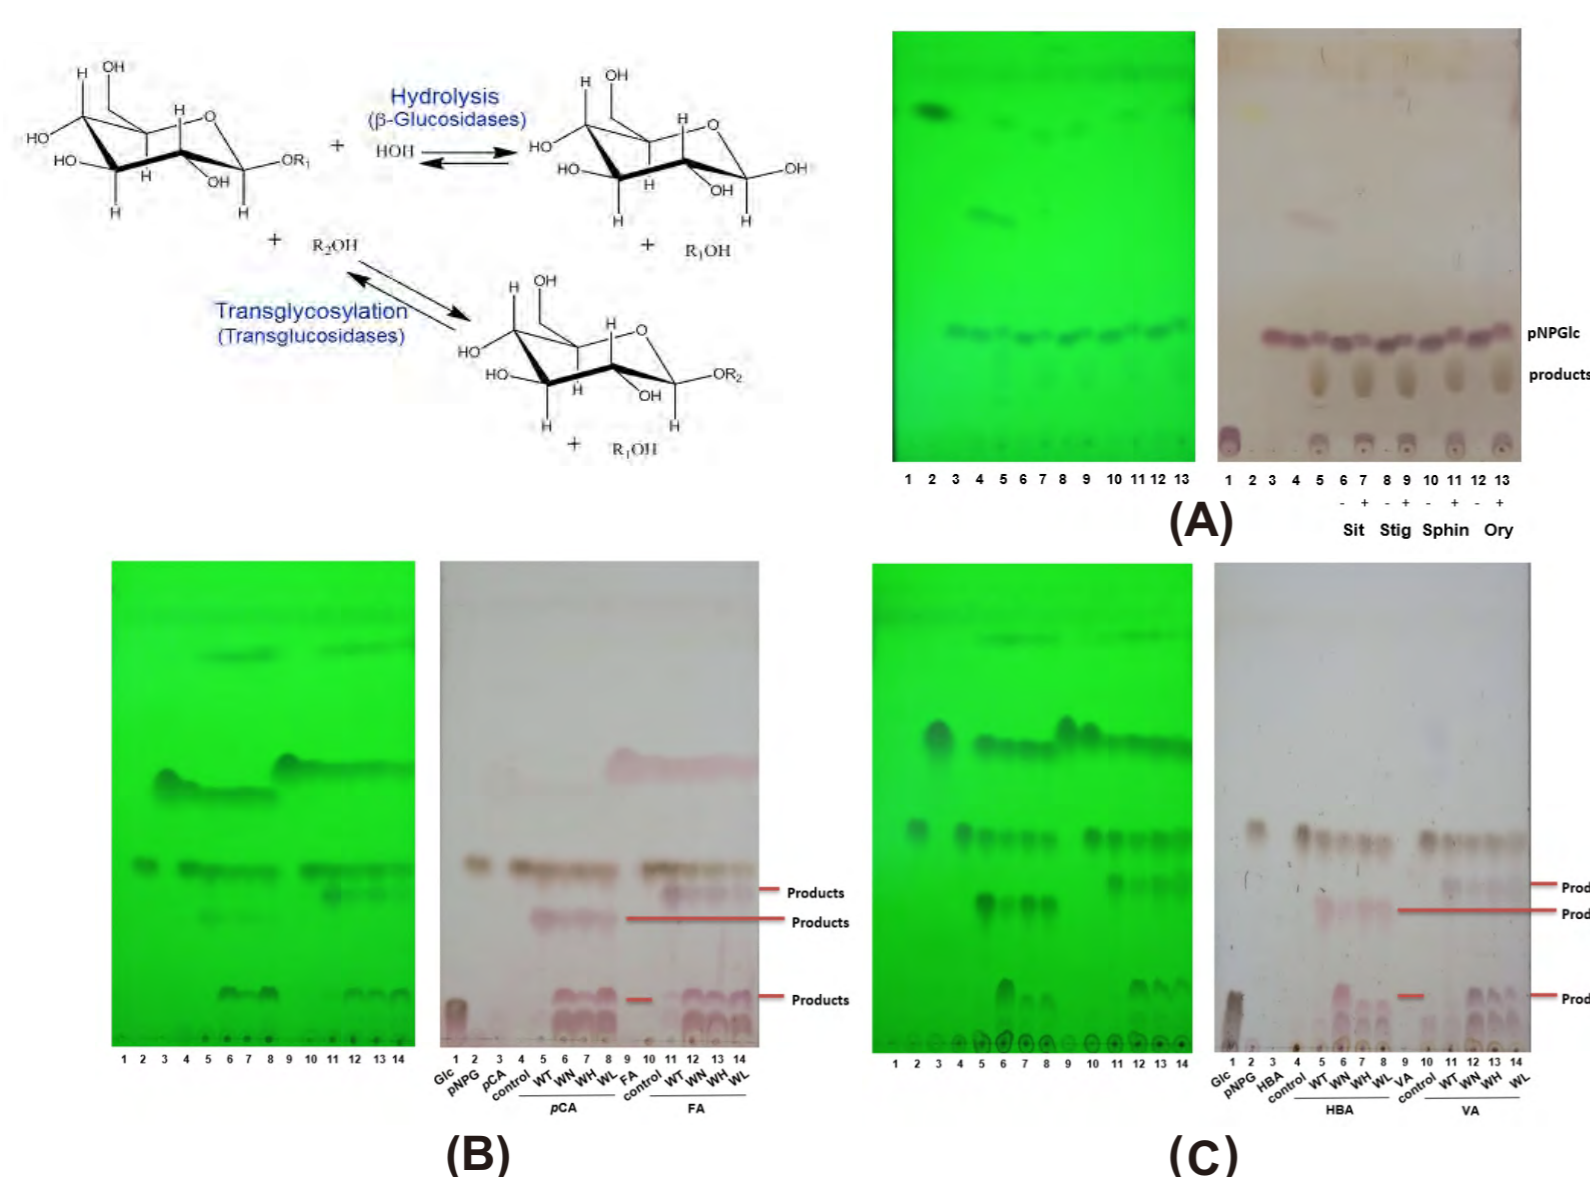 H
OH
H
O
HO
HO
OR1
H
OH
H
H
+
Hydrolysis
(β-Glucosidases)
HOH
H
OH
H
O
HO
HO
OH
H
OH
H
H
+
R2OH
+
R1OH
Transglycosylation
(Transglucosidases)
H
OH
H
O
HO
HO
OR2
H
OH
H
H
+
R1OH
pNPGlc
products
1 2 3 4 5 6 7 8 9 10 11 12 13
1 2 3 4 5 6 7 8 9 10 11 12 13
- + - + - + - +
Sit Stig Sphin Ory
(A)
Products
Products
Products
1 2 3 4 5 6 7 8 9 10 11 12 13 14
1 2 3 4 5 6 7 8 9 10 11 12 13 14
Glc pNPG pCA control WT WN WH WL FA control WT WN WH WL
pCA FA
(B)
Prod
Prod
Prod
1 2 3 4 5 6 7 8 9 10 11 12 13 14
1 2 3 4 5 6 7 8 9 10 11 12 13 14
Glc pNPG HBA control WT WN WH WL VA control WT WN WH WL
HBA VA
(C)